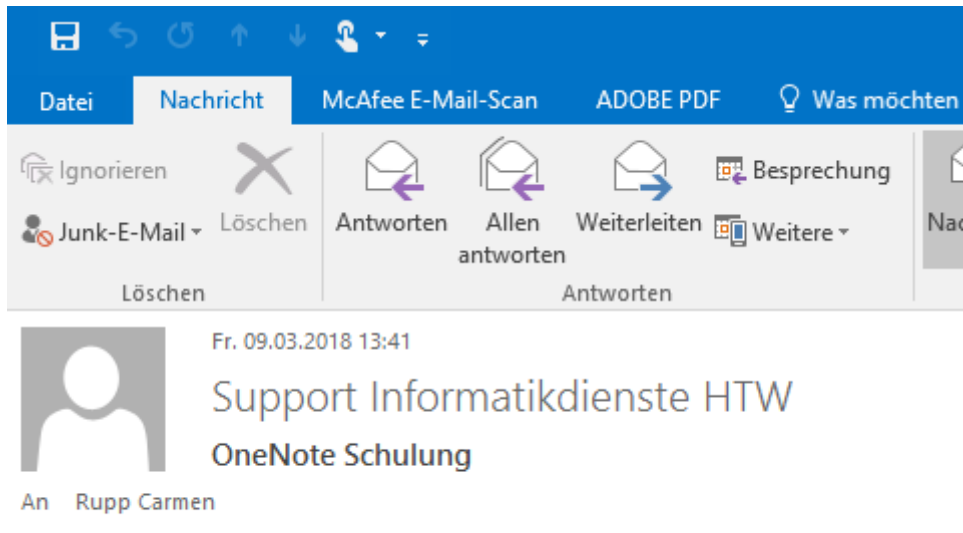 Datei Nachricht McAfee E-Mail-Scan ADOBE PDF Was möchten
Ignorieren
Junk-E-Mail
Löschen
Löschen
Antworten
Allen
antworten
Weiterleiten
Besprechung
Weitere
Antworten
Fr. 09.03.2018 13:41
Support Informatikdienste HTW
OneNote Schulung
An Rupp Carmen